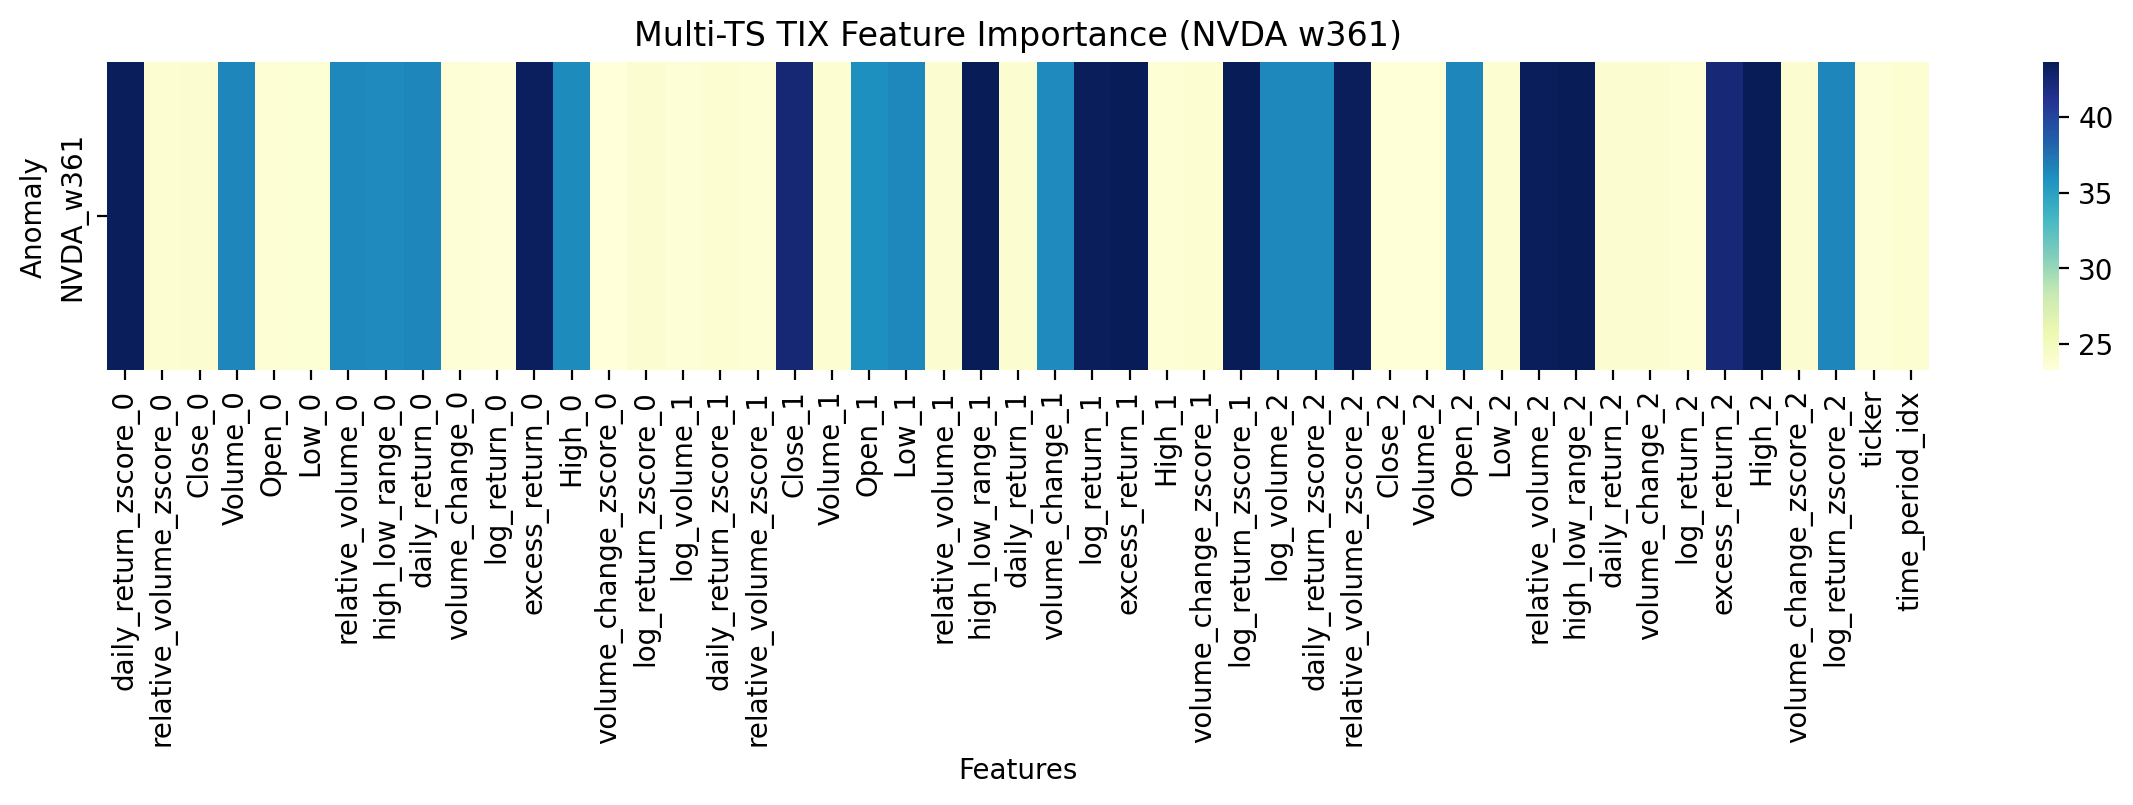 Multi-TS TIX Feature Importance (NVDA w361)
Anomaly
NVDA_w361
daily_return_zscore_0
relative_volume_zscore_0
Close_0
Volume_0
Open_0
Low_0
relative_volume_0
high_low_range_0
daily_return_0
volume_change_0
log_return_0
excess_return_0
High_0
volume_change_zscore_0
log_return_zscore_0
log_volume_1
daily_return_zscore_1
relative_volume_zscore_1
Close_1
Volume_1
Open_1
Low_1
relative_volume_1
high_low_range_1
daily_return_1
volume_change_1
log_return_1
excess_return_1
High_1
volume_change_zscore_1
log_return_zscore_1
log_volume_2
daily_return_zscore_2
relative_volume_zscore_2
Close_2
Volume_2
Open_2
Low_2
relative_volume_2
high_low_range_2
daily_return_2
volume_change_2
log_return_2
excess_return_2
High_2
volume_change_zscore_2
log_return_zscore_2
ticker
time_period_idx
Features
40
35
30
25